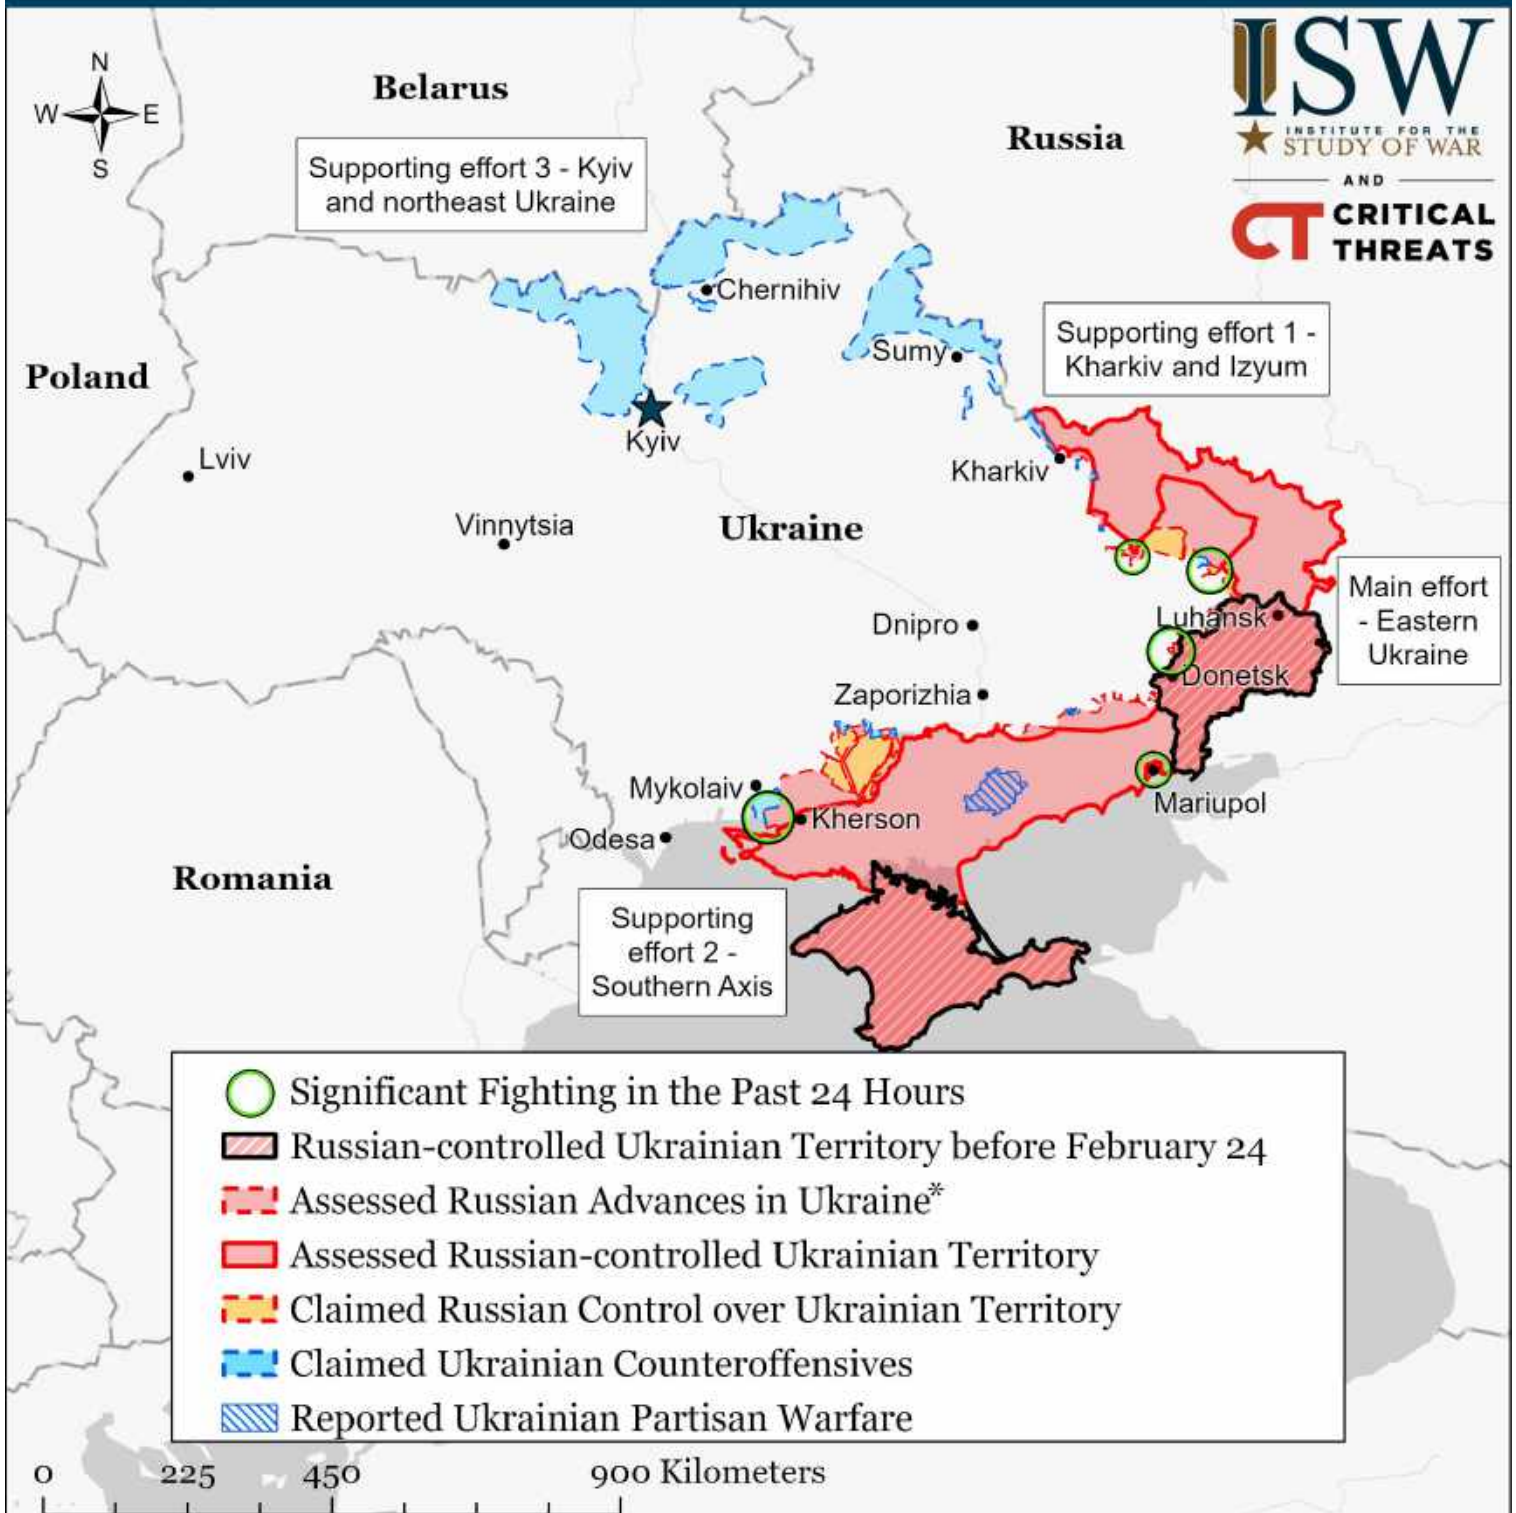 N
W E
S
Belarus
Russia
ISW
INSTITUTE FOR THE
STUDY OF WAR
AND
CT CRITICAL
THREATS
Supporting effort 3 - Kyiv
and northeast Ukraine
Chernihiv
Supporting effort 1 -
Kharkiv and Izyum
Sumy
Poland
Kyiv
Lviv
Kharkiv
Vinnytsia
Ukraine
Main effort
- Eastern
Ukraine
Luhansk
Dnipro
Donetsk
Zaporizhia
Mykolaiv
Mariupol
Kherson
Odesa
Romania
Supporting
effort 2 -
Southern Axis
Significant Fighting in the Past 24 Hours
Russian-controlled Ukrainian Territory before February 24
Assessed Russian Advances in Ukraine*
Assessed Russian-controlled Ukrainian Territory
Claimed Russian Control over Ukrainian Territory
Claimed Ukrainian Counteroffensives
Reported Ukrainian Partisan Warfare
0 225 450 900 Kilometers